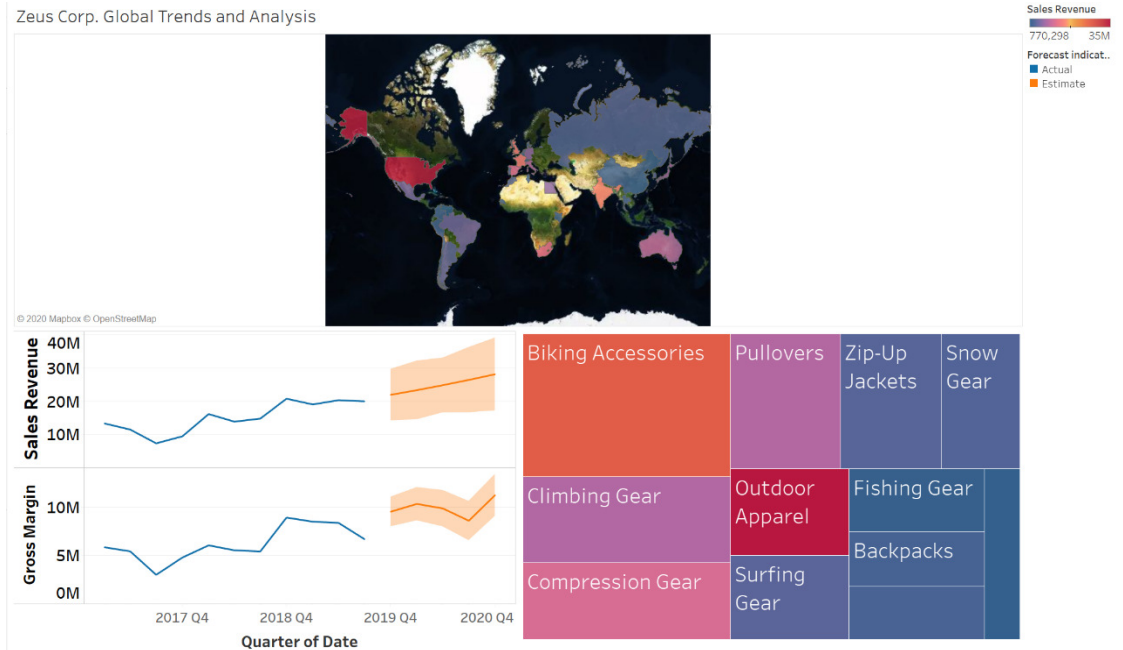 Zeus Corp. Global Trends and Analysis
Sales Revenue
770,298 35M
Forecast indicat..
Actual
Estimate
© 2020 Mapbox © OpenStreetMap
Sales Revenue
40M
30M
20M
10M
Gross Margin
10M
5M
0M
2017 Q4 2018 Q4 2019 Q4 2020 Q4
Quarter of Date
Biking Accessories
Climbing Gear
Compression Gear
Pullovers
Zip-Up
Jackets
Snow
Gear
Outdoor
Apparel
Surfing
Gear
Fishing Gear
Backpacks